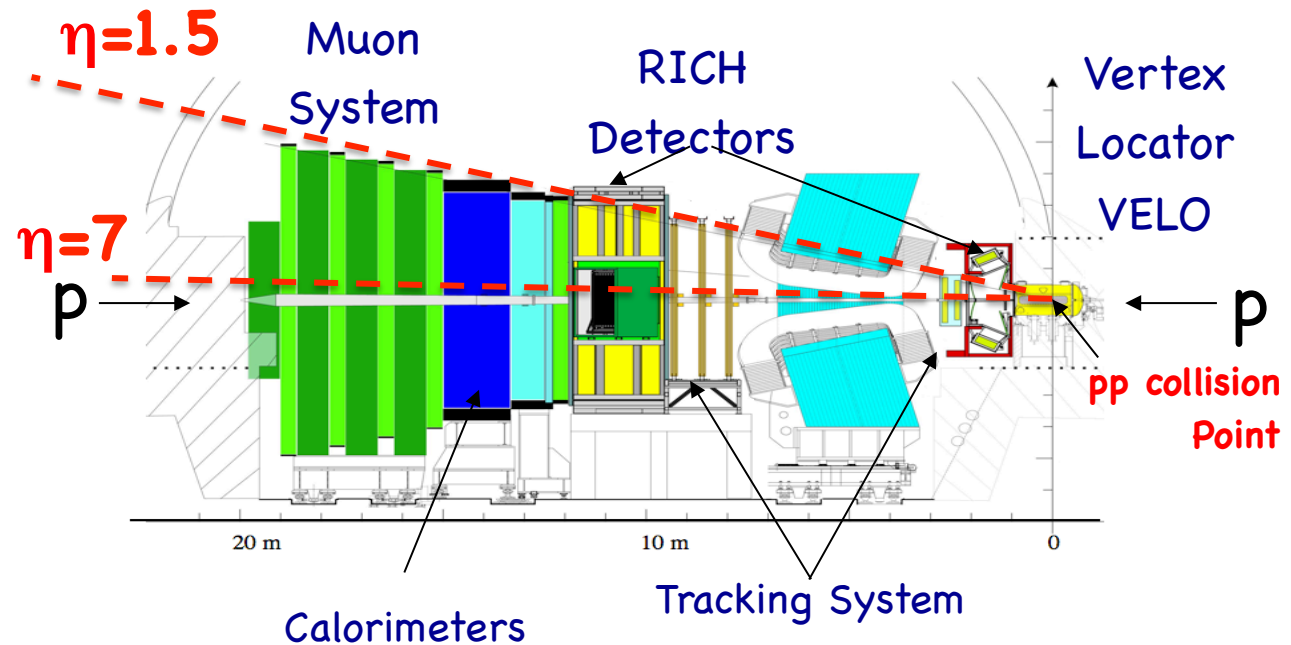 η=1.5
Muon
System
RICH
Detectors
Vertex
Locator
VELO
η=7
p
p
pp collision
Point
20 m
10 m
0
Tracking System
Calorimeters